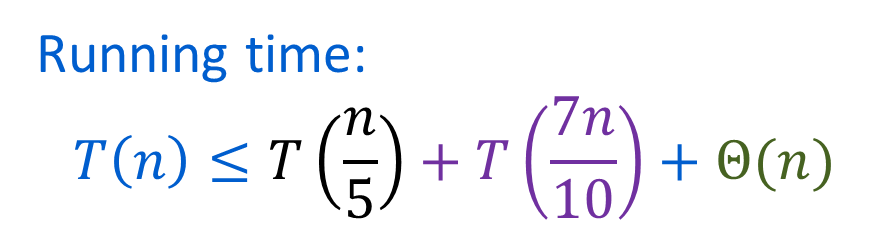 Running time:
T(n) ≤ T(n/5) + T(7n/10) + Θ(n)